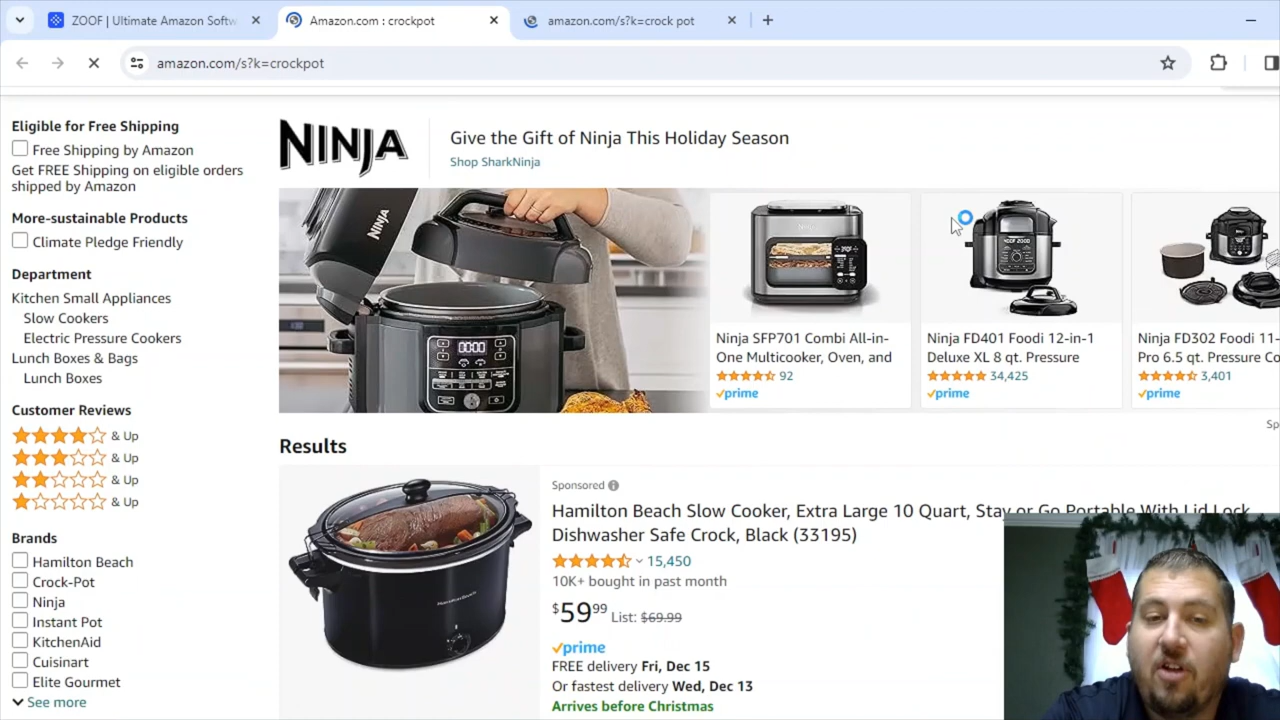 ZOOF | Ultimate Amazon Softw
Amazon.com : crockpot
amazon.com/s?k=crock pot
amazon.com/s?k=crockpot
Eligible for Free Shipping
Free Shipping by Amazon
Get FREE Shipping on eligible orders
shipped by Amazon
More-sustainable Products
Climate Pledge Friendly
Department
Kitchen Small Appliances
Slow Cookers
Electric Pressure Cookers
Lunch Boxes & Bags
Lunch Boxes
Customer Reviews
& Up
& Up
& Up
& Up
Brands
Hamilton Beach
Crock-Pot
Ninja
Instant Pot
KitchenAid
Cuisinart
Elite Gourmet
See more
NINJA
Give the Gift of Ninja This Holiday Season
Shop SharkNinja
NINJA
00:00
Ninja SFP701 Combi All-in-
One Multicooker, Oven, and
92
prime
Ninja FD401 Foodi 12-in-1
Deluxe XL 8 qt. Pressure
34,425
prime
Ninja FD302 Foodi 11-
Pro 6.5 qt. Pressure Co
3,401
prime
Sp
Results
Sponsored
Hamilton Beach Slow Cooker, Extra Large 10 Quart, Stay or Go Portable With Lid Lock,
Dishwasher Safe Crock, Black (33195)
15,450
10K+ bought in past month
$59.99 List: $69.99
prime
FREE delivery Fri, Dec 15
Or fastest delivery Wed, Dec 13
Arrives before Christmas